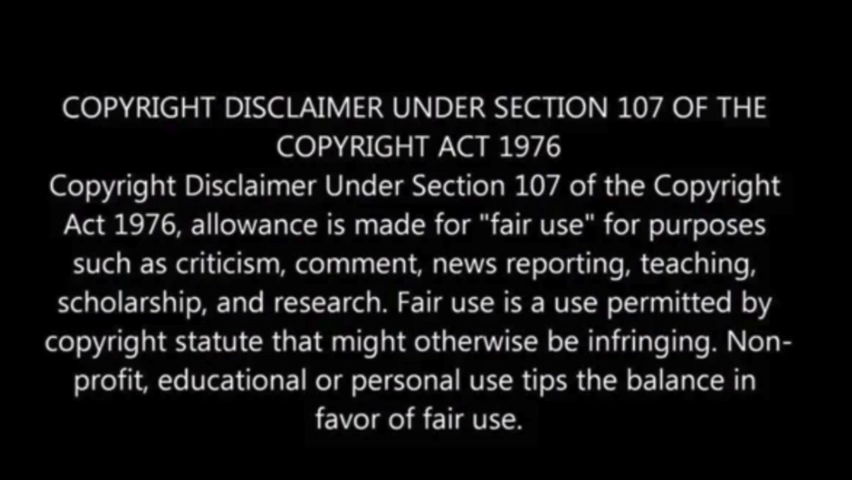 COPYRIGHT DISCLAIMER UNDER SECTION 107 OF THE
COPYRIGHT ACT 1976
Copyright Disclaimer Under Section 107 of the Copyright
Act 1976, allowance is made for "fair use" for purposes
such as criticism, comment, news reporting, teaching,
scholarship, and research. Fair use is a use permitted by
copyright statute that might otherwise be infringing. Non-
profit, educational or personal use tips the balance in
favor of fair use.